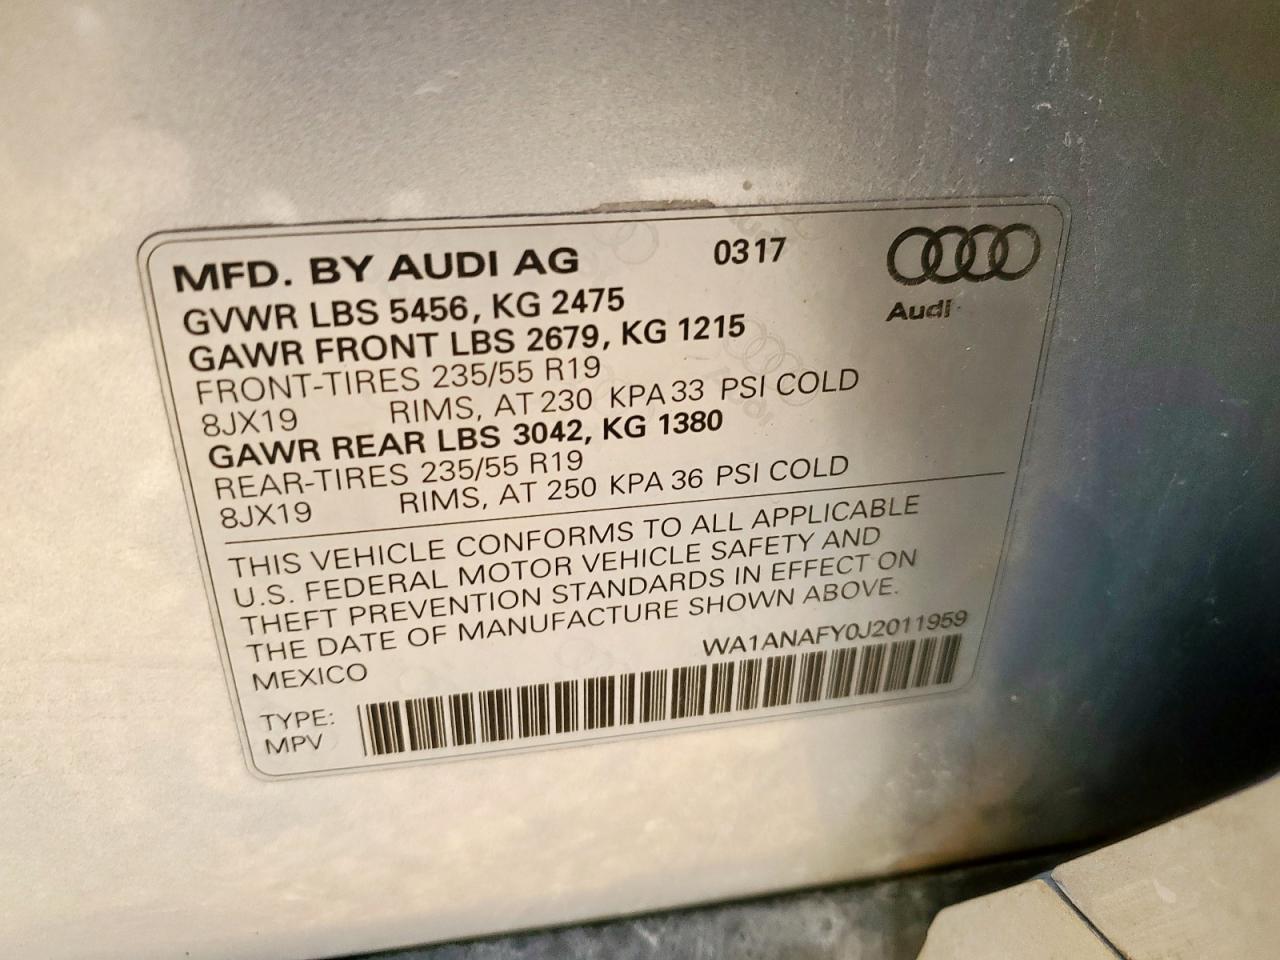 MFD. BY AUDI AG 0317
Audi
GVWR LBS 5456, KG 2475
GAWR FRONT LBS 2679, KG 1215
FRONT-TIRES 235/55 R19
8JX19 RIMS, AT 230 KPA 33 PSI COLD
GAWR REAR LBS 3042, KG 1380
REAR-TIRES 235/55 R19
8JX19 RIMS, AT 250 KPA 36 PSI COLD
THIS VEHICLE CONFORMS TO ALL APPLICABLE
U.S. FEDERAL MOTOR VEHICLE SAFETY AND
THEFT PREVENTION STANDARDS IN EFFECT ON
THE DATE OF MANUFACTURE SHOWN ABOVE.
WA1ANAFY0J2011959
MEXICO
TYPE:
MPV